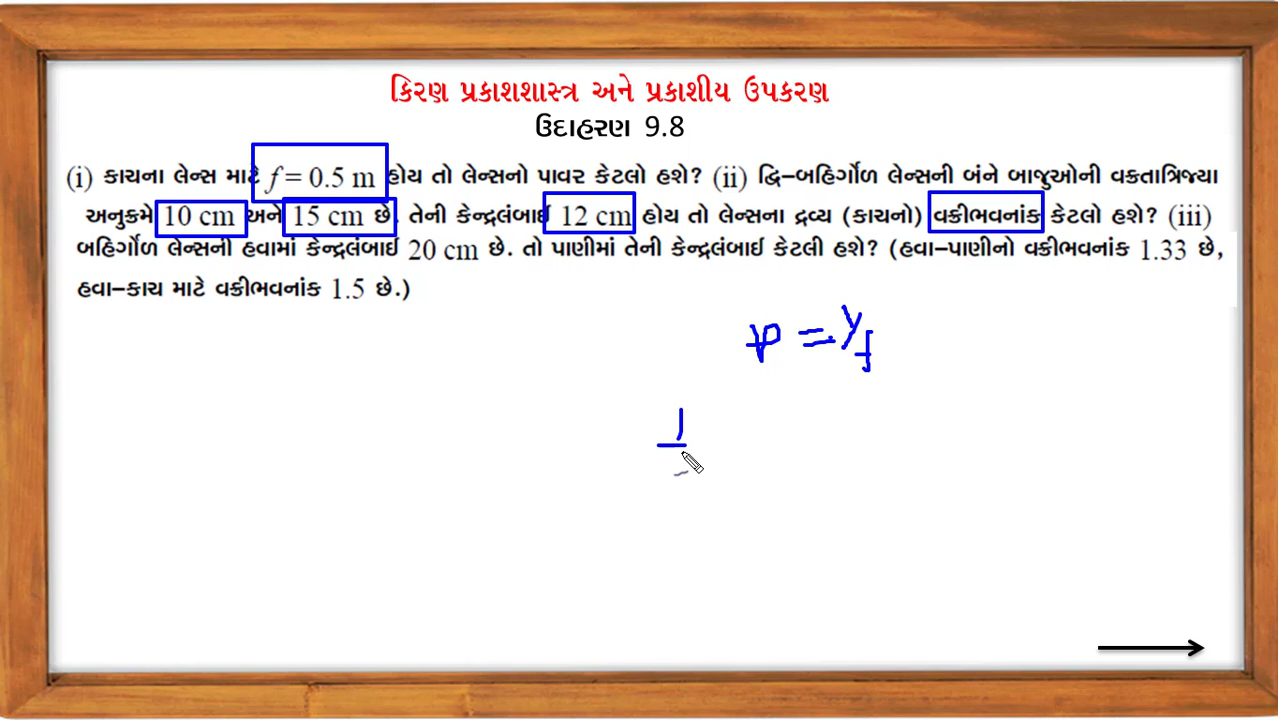 કિરણ પ્રકાશશાસ્ત્ર અને પ્રકાશીય ઉપકરણ
ઉદાહરણ 9.8
(i) કાચના લેન્સ માટે f = 0.5 m હોય તો લેન્સનો પાવર કેટલો હશે? (ii) દ્વિ–બહિર્ગોળ લેન્સની બંને બાજુઓની વક્રતાત્રિજ્યા
અનુક્રમે 10 cm અને 15 cm છે. તેની કેન્દ્રલંબાઈ 12 cm હોય તો લેન્સના દ્રવ્ય (કાચનો) વક્રીભવનાંક કેટલો હશે? (iii)
બહિર્ગોળ લેન્સની હવામાં કેન્દ્રલંબાઈ 20 cm છે. તો પાણીમાં તેની કેન્દ્રલંબાઈ કેટલી હશે? (હવા–પાણીનો વક્રીભવનાંક 1.33 છે,
હવા–કાચ માટે વક્રીભવનાંક 1.5 છે.)
P = 1/f
1